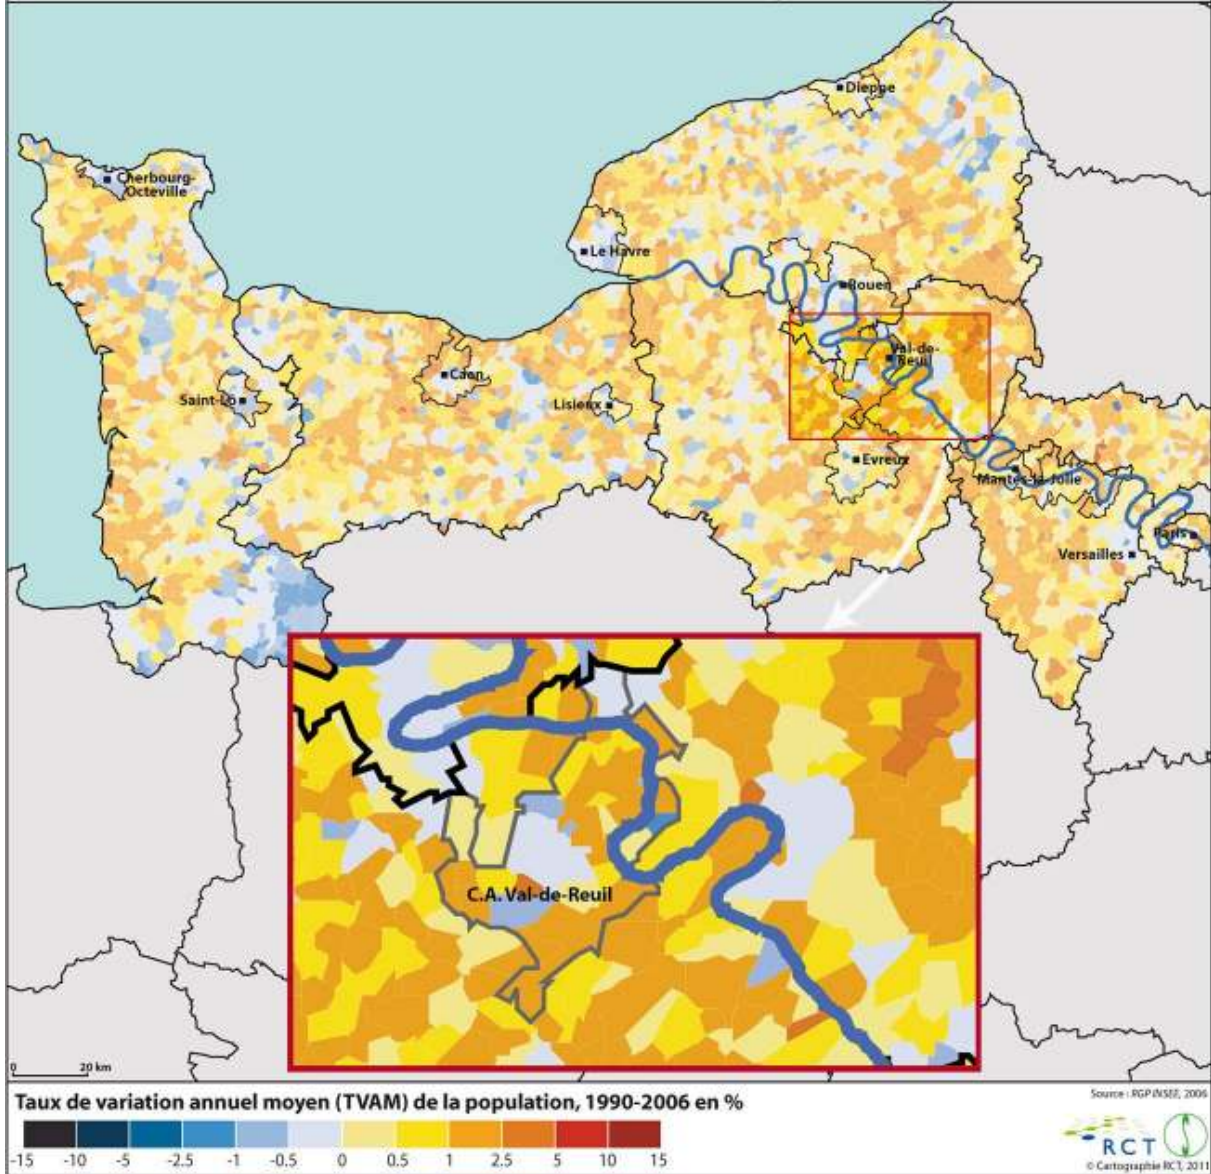 Dieppe
Cherbourg-
Octeville
Le Havre
Rouen
Val-de-
Reuil
Caen
Saint-Lô
Lisieux
Evreux
Mantes-la-Jolie
Paris
Versailles
C.A. Val-de-Reuil
0 20 km
Taux de variation annuel moyen (TVAM) de la population, 1990-2006 en %
-15 -10 -5 -2.5 -1 -0.5 0 0.5 1 2.5 5 10 15
Source : RGP INSEE, 2006
RCT
© Cartographie RCT, 2011